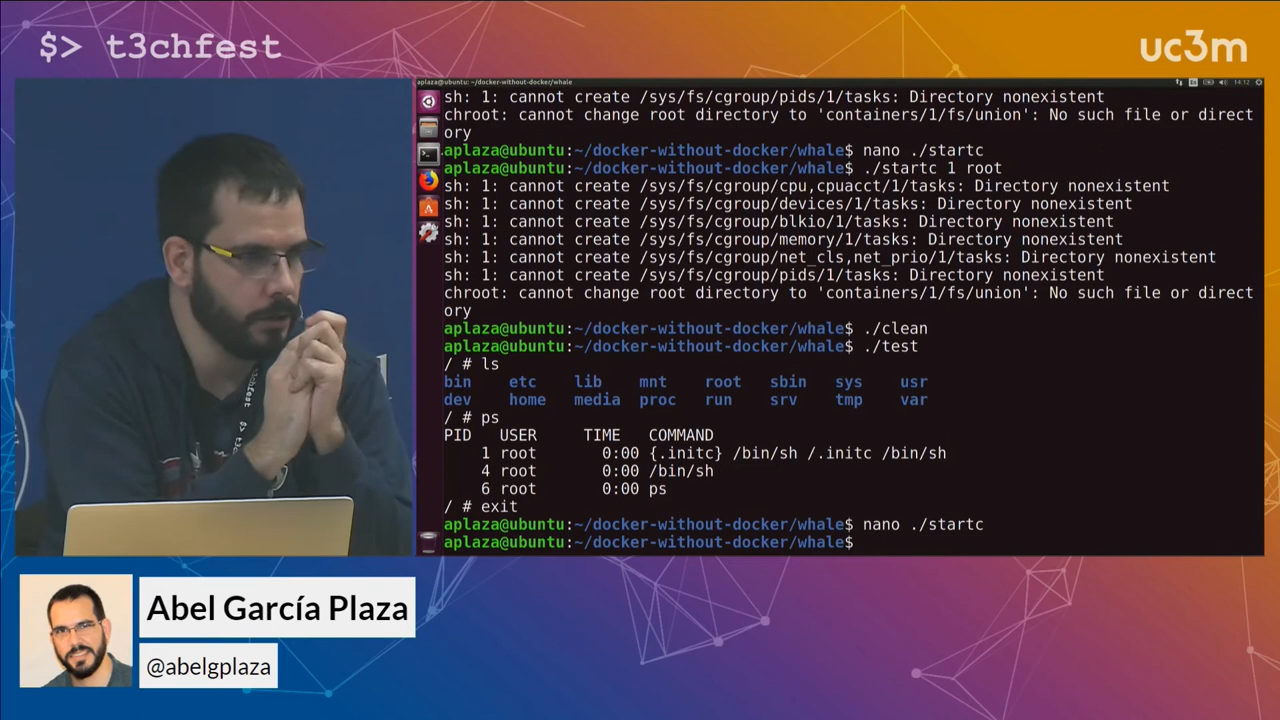 $> t3chfest
uc3m
aplaza@ubuntu: ~/docker-without-docker/whale
14:12
sh: 1: cannot create /sys/fs/cgroup/pids/1/tasks: Directory nonexistent
chroot: cannot change root directory to 'containers/1/fs/union': No such file or direct
ory
aplaza@ubuntu:~/docker-without-docker/whale$ nano ./startc
aplaza@ubuntu:~/docker-without-docker/whale$ ./startc 1 root
sh: 1: cannot create /sys/fs/cgroup/cpu,cpuacct/1/tasks: Directory nonexistent
sh: 1: cannot create /sys/fs/cgroup/devices/1/tasks: Directory nonexistent
sh: 1: cannot create /sys/fs/cgroup/blkio/1/tasks: Directory nonexistent
sh: 1: cannot create /sys/fs/cgroup/memory/1/tasks: Directory nonexistent
sh: 1: cannot create /sys/fs/cgroup/net_cls,net_prio/1/tasks: Directory nonexistent
sh: 1: cannot create /sys/fs/cgroup/pids/1/tasks: Directory nonexistent
chroot: cannot change root directory to 'containers/1/fs/union': No such file or direct
ory
aplaza@ubuntu:~/docker-without-docker/whale$ ./clean
aplaza@ubuntu:~/docker-without-docker/whale$ ./test
/ # ls
bin etc lib mnt root sbin sys usr
dev home media proc run srv tmp var
/ # ps
PID USER TIME COMMAND
1 root 0:00 {.initc} /bin/sh /.initc /bin/sh
4 root 0:00 /bin/sh
6 root 0:00 ps
/ # exit
aplaza@ubuntu:~/docker-without-docker/whale$ nano ./startc
aplaza@ubuntu:~/docker-without-docker/whale$
Abel García Plaza
@abelgplaza